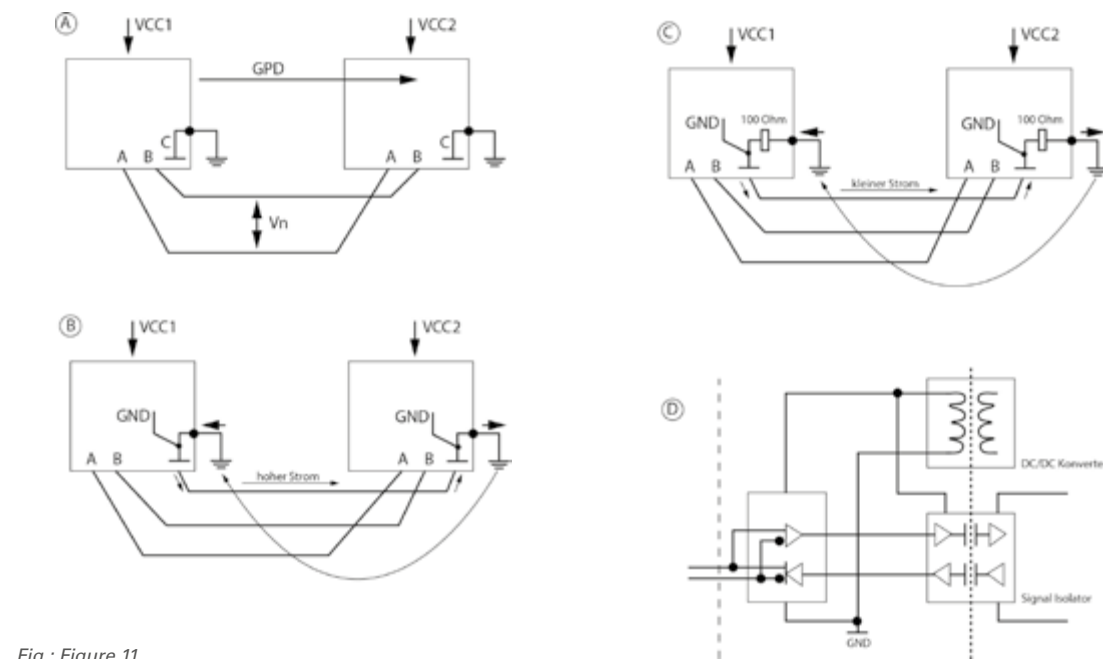 A
VCC1
VCC2
GPD
C
C
A B
A B
Vn
B
VCC1
VCC2
GND
GND
A B
A B
hoher Strom
C
VCC1
VCC2
GND
100 Ohm
GND
100 Ohm
A B
A B
kleiner Strom
D
DC/DC Konverte
Signal Isolator
GND
Fig.: Figure 11